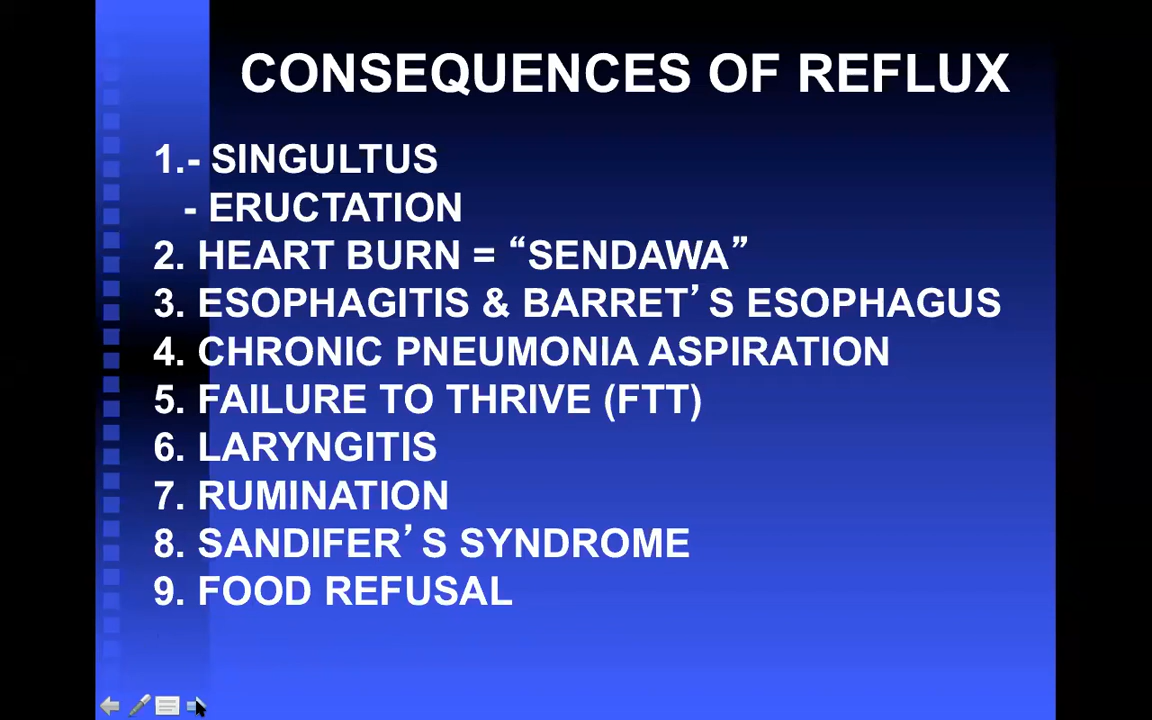 CONSEQUENCES OF REFLUX
1.- SINGULTUS
- ERUCTATION
2. HEART BURN = “SENDAWA”
3. ESOPHAGITIS & BARRET’S ESOPHAGUS
4. CHRONIC PNEUMONIA ASPIRATION
5. FAILURE TO THRIVE (FTT)
6. LARYNGITIS
7. RUMINATION
8. SANDIFER’S SYNDROME
9. FOOD REFUSAL